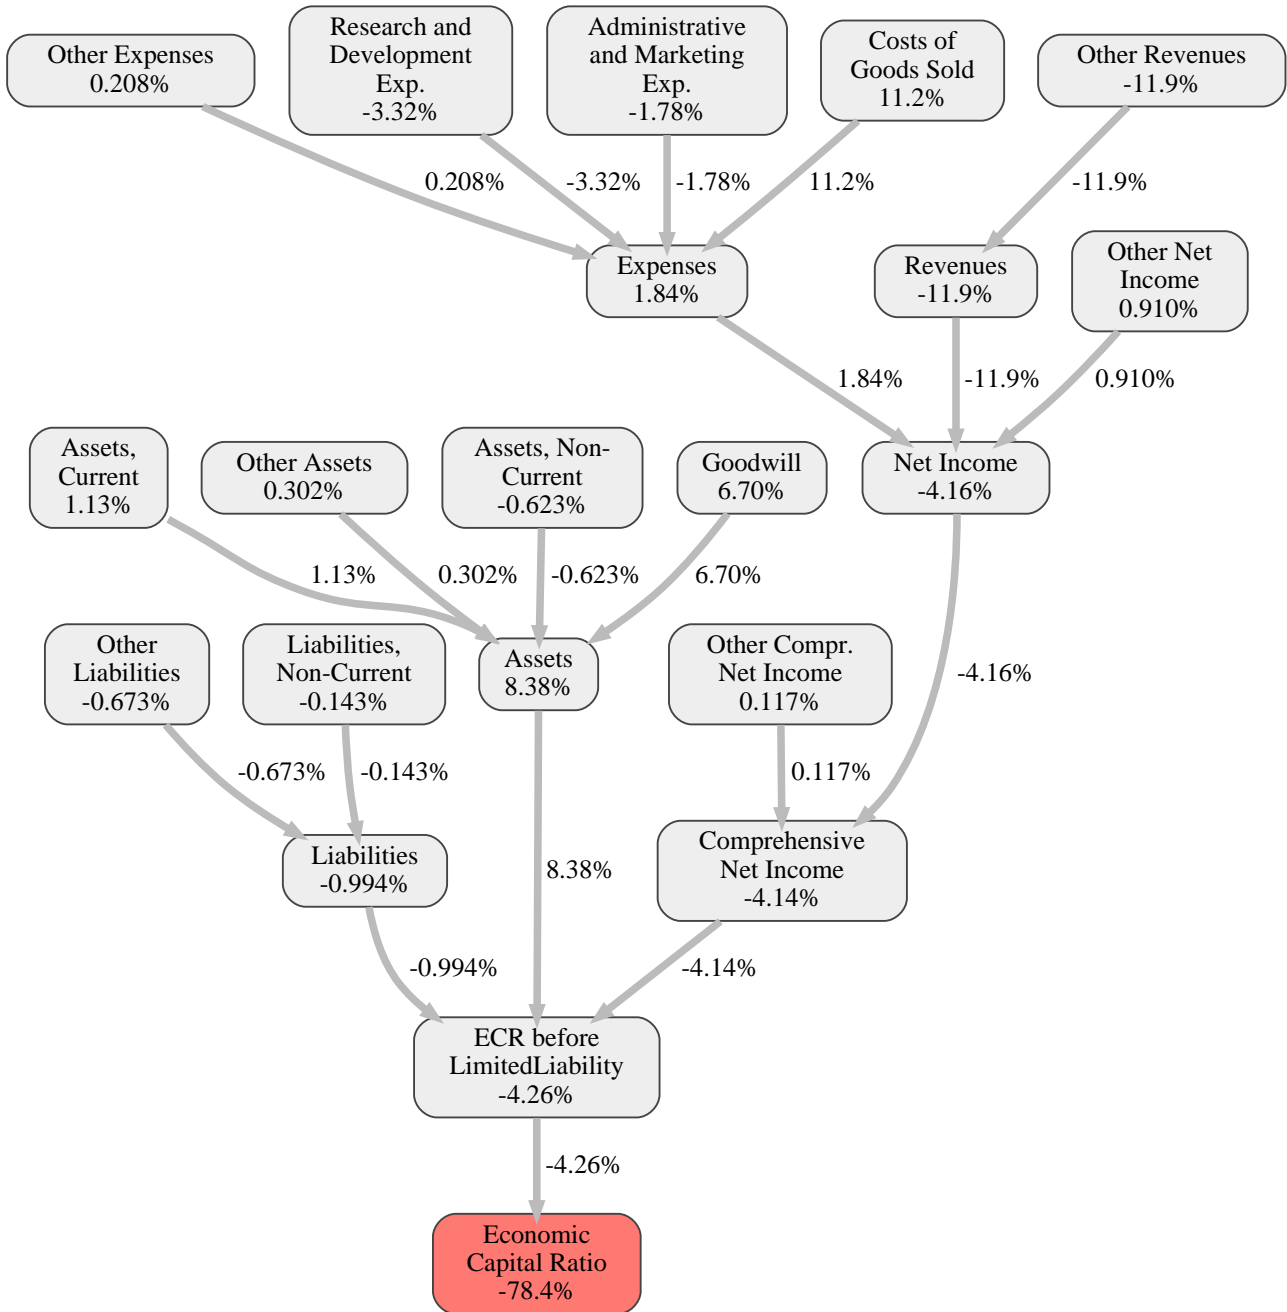 Other Expenses
0.208%
Research and
Development
Exp.
-3.32%
Administrative
and Marketing
Exp.
-1.78%
Costs of
Goods Sold
11.2%
Other Revenues
-11.9%
0.208%
-3.32%
-1.78%
11.2%
-11.9%
Expenses
1.84%
Revenues
-11.9%
Other Net
Income
0.910%
1.84%
-11.9%
0.910%
Assets,
Current
1.13%
Other Assets
0.302%
Assets, Non-
Current
-0.623%
Goodwill
6.70%
Net Income
-4.16%
1.13%
0.302%
-0.623%
6.70%
Other
Liabilities
-0.673%
Liabilities,
Non-Current
-0.143%
Assets
8.38%
Other Compr.
Net Income
0.117%
-4.16%
-0.673%
-0.143%
0.117%
Liabilities
-0.994%
8.38%
Comprehensive
Net Income
-4.14%
-0.994%
-4.14%
ECR before
LimitedLiability
-4.26%
-4.26%
Economic
Capital Ratio
-78.4%